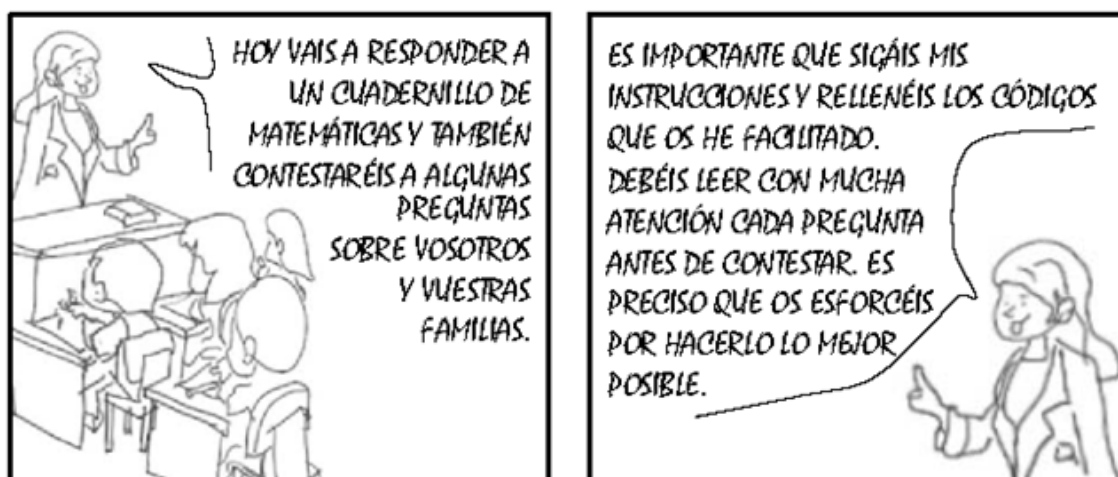 HOY VAIS A RESPONDER A
UN CUADERNILLO DE
MATEMÁTICAS Y TAMBIÉN
CONTESTARÉIS A ALGUNAS
PREGUNTAS
SOBRE VOSOTROS
Y VUESTRAS
FAMILIAS.
ES IMPORTANTE QUE SIGÁIS MIS
INSTRUCCIONES Y RELLENÉIS LOS CÓDIGOS
QUE OS HE FACILITADO.
DEBÉIS LEER CON MUCHA
ATENCIÓN CADA PREGUNTA
ANTES DE CONTESTAR. ES
PRECISO QUE OS ESFORCÉIS
POR HACERLO LO MEJOR
POSIBLE.